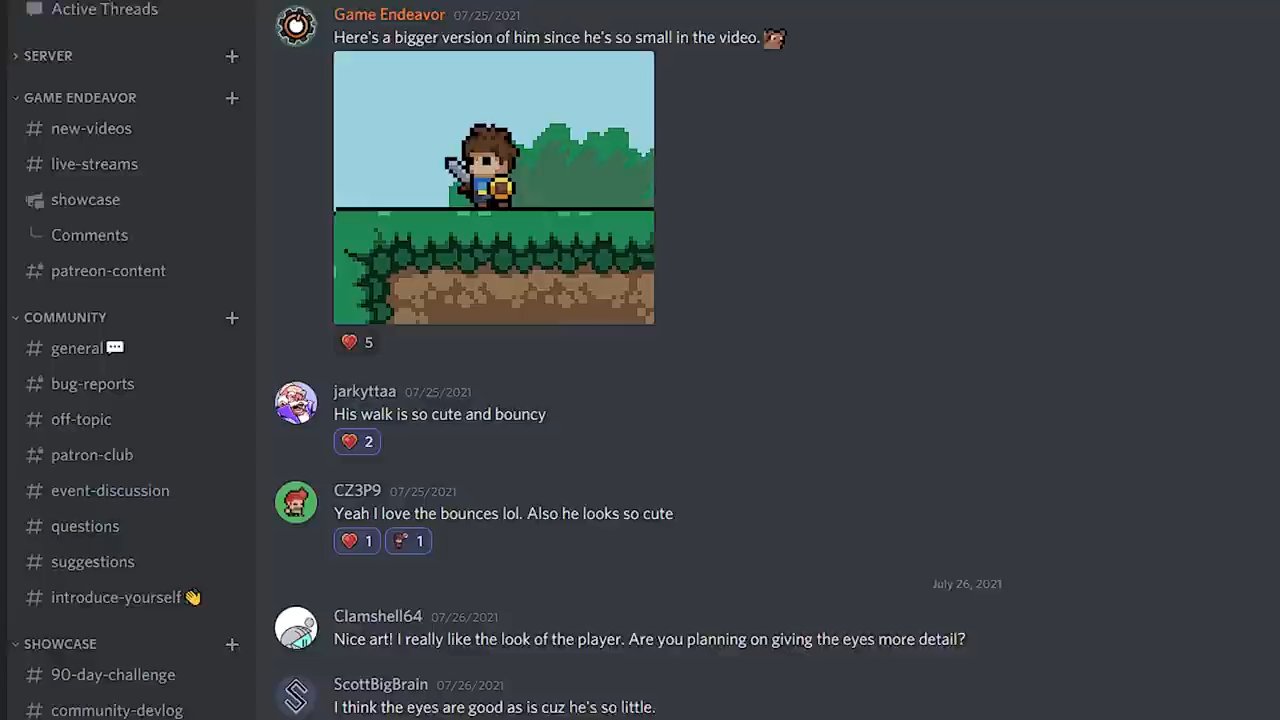 Active Threads
SERVER
GAME ENDEAVOR
new-videos
live-streams
showcase
Comments
patreon-content
COMMUNITY
general
bug-reports
off-topic
patron-club
event-discussion
questions
suggestions
introduce-yourself
SHOWCASE
90-day-challenge
community-devlog
Game Endeavor 07/25/2021
Here's a bigger version of him since he's so small in the video.
5
jarkyttaa 07/25/2021
His walk is so cute and bouncy
2
CZ3P9 07/25/2021
Yeah I love the bounces lol. Also he looks so cute
1 1
July 26, 2021
Clamshell64 07/26/2021
Nice art! I really like the look of the player. Are you planning on giving the eyes more detail?
ScottBigBrain 07/26/2021
I think the eyes are good as is cuz he's so little.